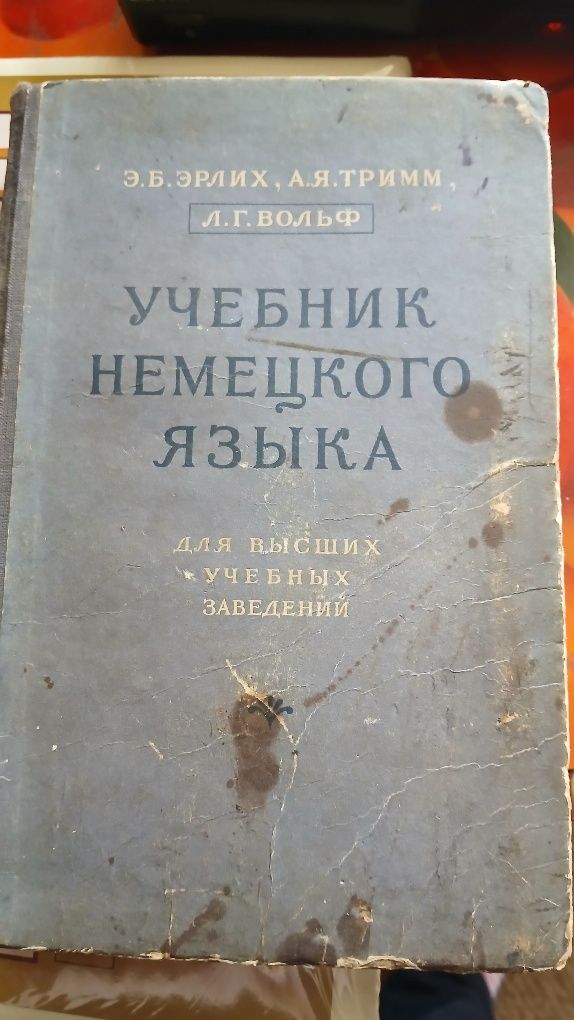 Э.Б.ЭРЛИХ, А.Я.ТРИММ,
Л.Г.ВОЛЬФ
УЧЕБНИК
НЕМЕЦКОГО
ЯЗЫКА
ДЛЯ ВЫСШИХ
УЧЕБНЫХ
ЗАВЕДЕНИЙ